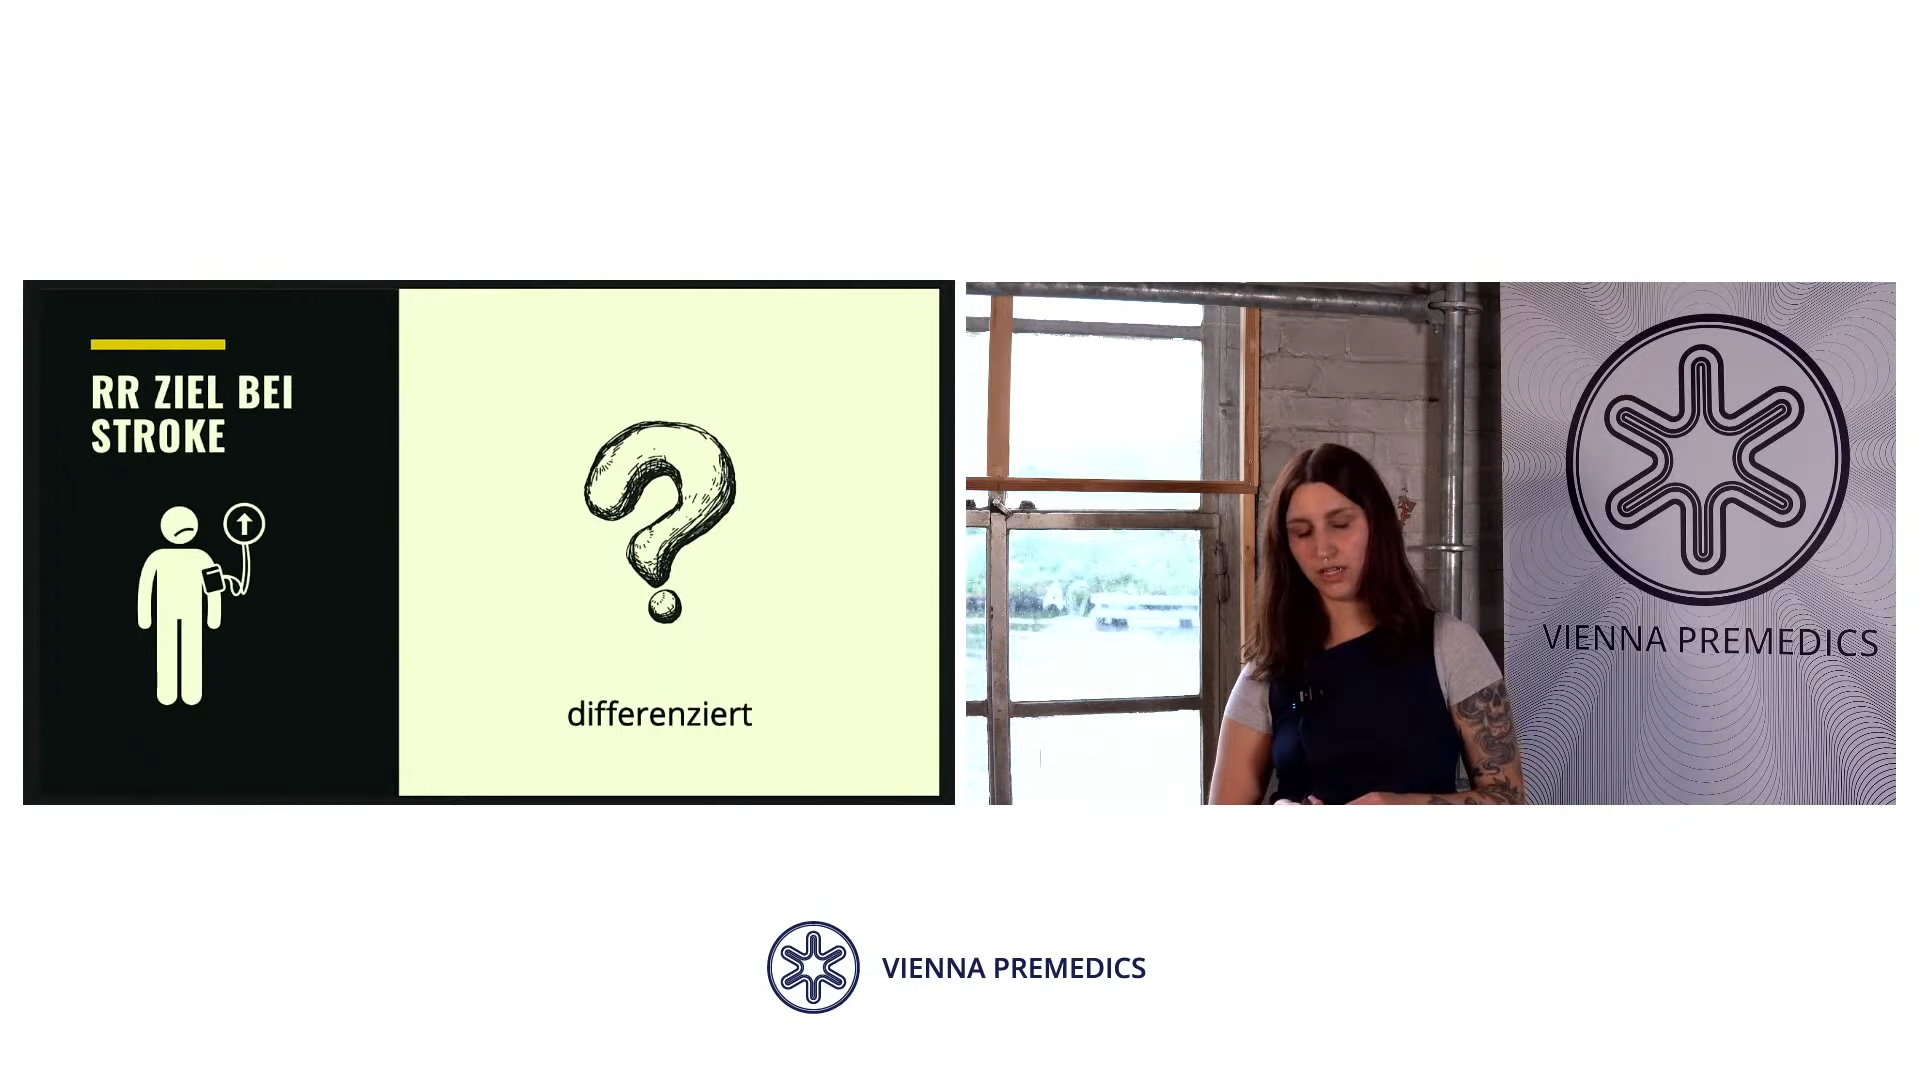 RR ZIEL BEI
STROKE
differenziert
VIENNA PREMEDICS
VIENNA PREMEDICS